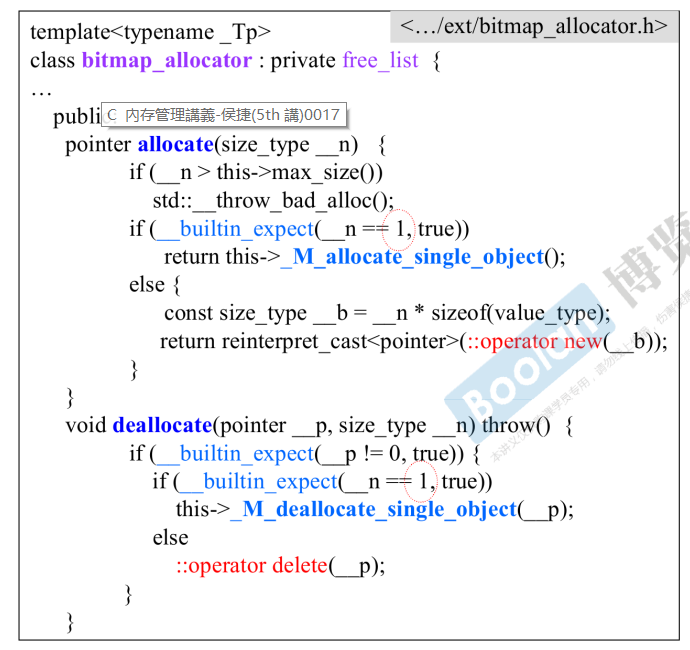 <…/ext/bitmap_allocator.h>
template<typename _Tp>
class bitmap_allocator : private free_list {
…
publi
C 内存管理講義-侯捷(5th 講)0017
pointer allocate(size_type __n) {
if (__n > this->max_size())
std::__throw_bad_alloc();
if (__builtin_expect(__n == 1, true))
return this->_M_allocate_single_object();
else {
const size_type __b = __n * sizeof(value_type);
return reinterpret_cast<pointer>(::operator new(__b));
}
}
void deallocate(pointer __p, size_type __n) throw() {
if (__builtin_expect(__p != 0, true)) {
if (__builtin_expect(__n == 1, true))
this->_M_deallocate_single_object(__p);
else
::operator delete(__p);
}
}
Boolan 博览